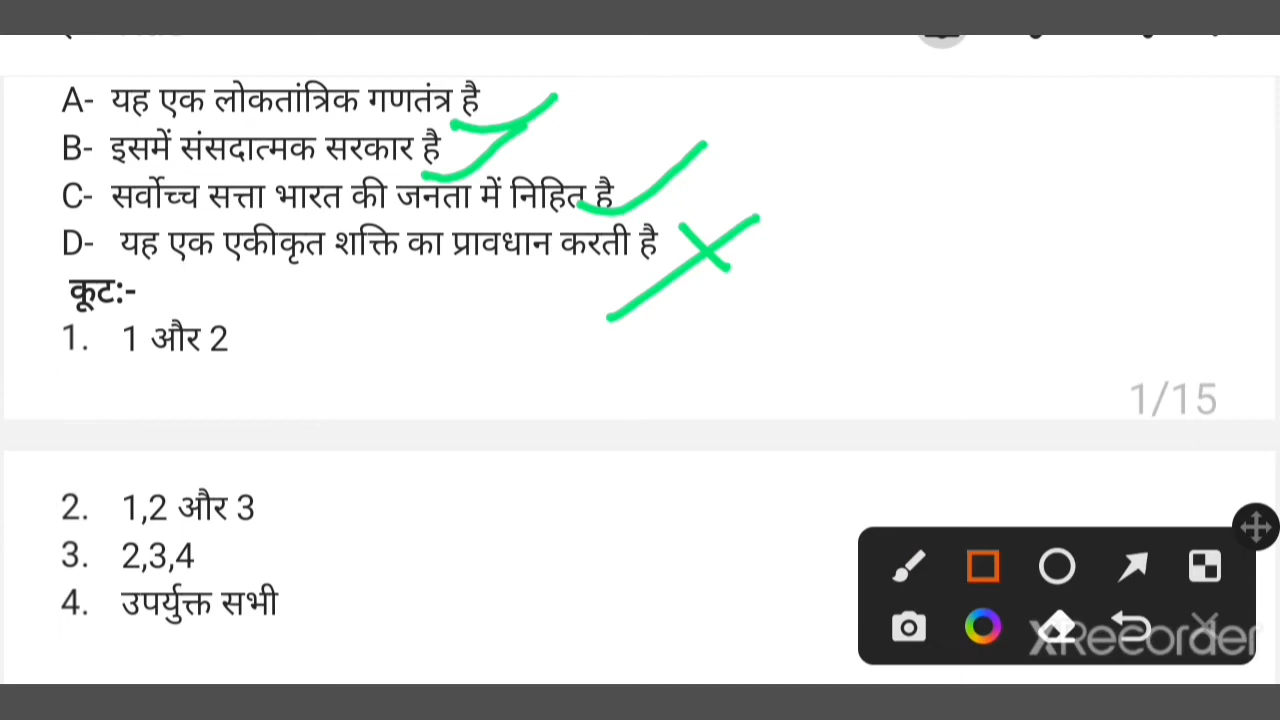 A- यह एक लोकतांत्रिक गणतंत्र है
B- इसमें संसदात्मक सरकार है
C- सर्वोच्च सत्ता भारत की जनता में निहित है
D- यह एक एकीकृत शक्ति का प्रावधान करती है
कूट:-
1. 1 और 2
1/15
2. 1,2 और 3
3. 2,3,4
4. उपर्युक्त सभी
XRecorder